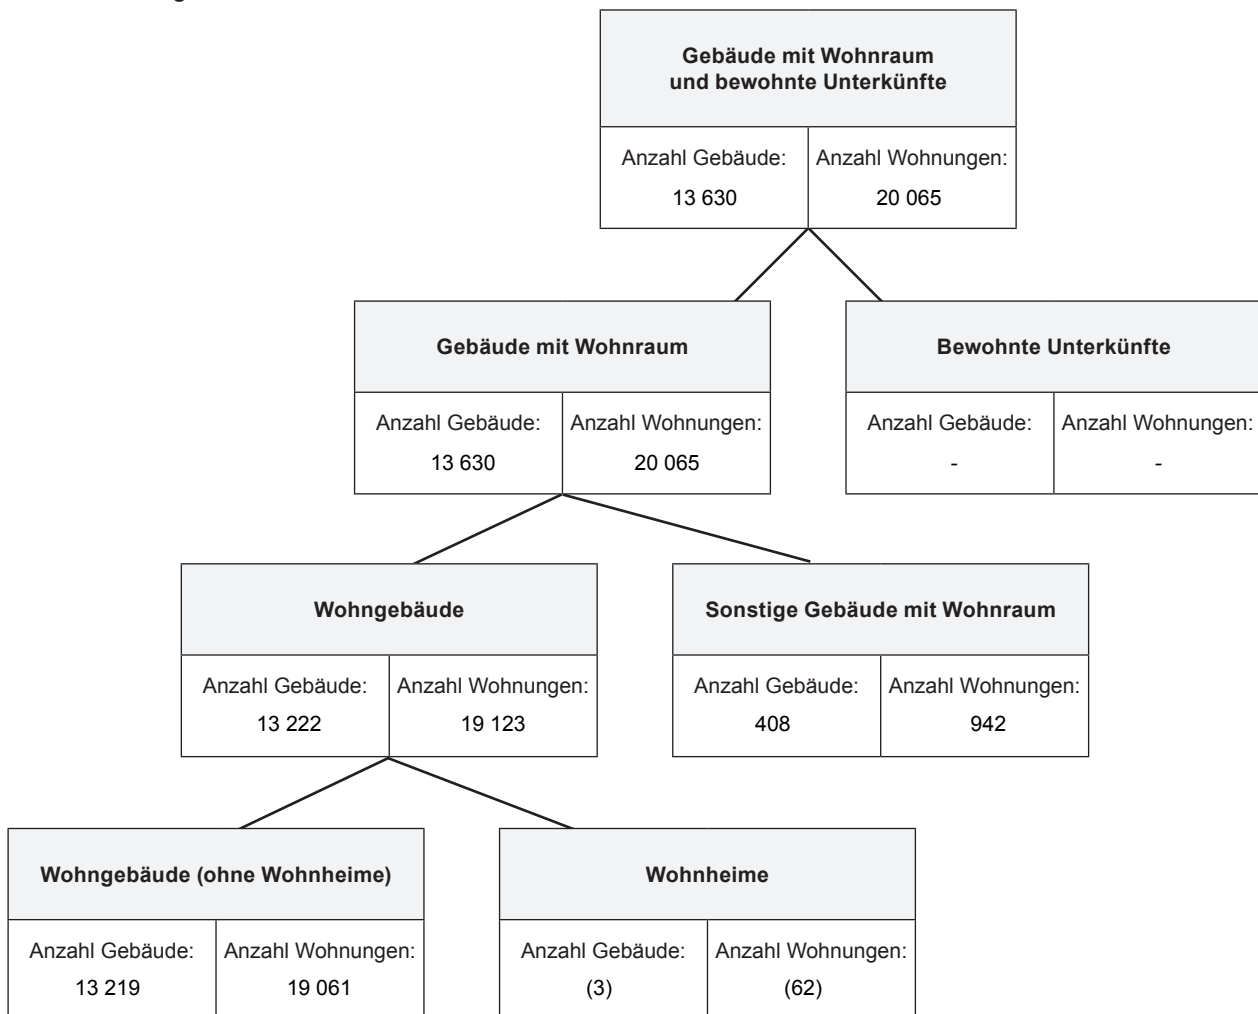 Gebäude mit Wohnraum
und bewohnte Unterkünfte
Anzahl Gebäude:
13 630
Anzahl Wohnungen:
20 065
Gebäude mit Wohnraum
Anzahl Gebäude:
13 630
Anzahl Wohnungen:
20 065
Bewohnte Unterkünfte
Anzahl Gebäude:
-
Anzahl Wohnungen:
-
Wohngebäude
Anzahl Gebäude:
13 222
Anzahl Wohnungen:
19 123
Sonstige Gebäude mit Wohnraum
Anzahl Gebäude:
408
Anzahl Wohnungen:
942
Wohngebäude (ohne Wohnheime)
Anzahl Gebäude:
13 219
Anzahl Wohnungen:
19 061
Wohnheime
Anzahl Gebäude:
(3)
Anzahl Wohnungen:
(62)